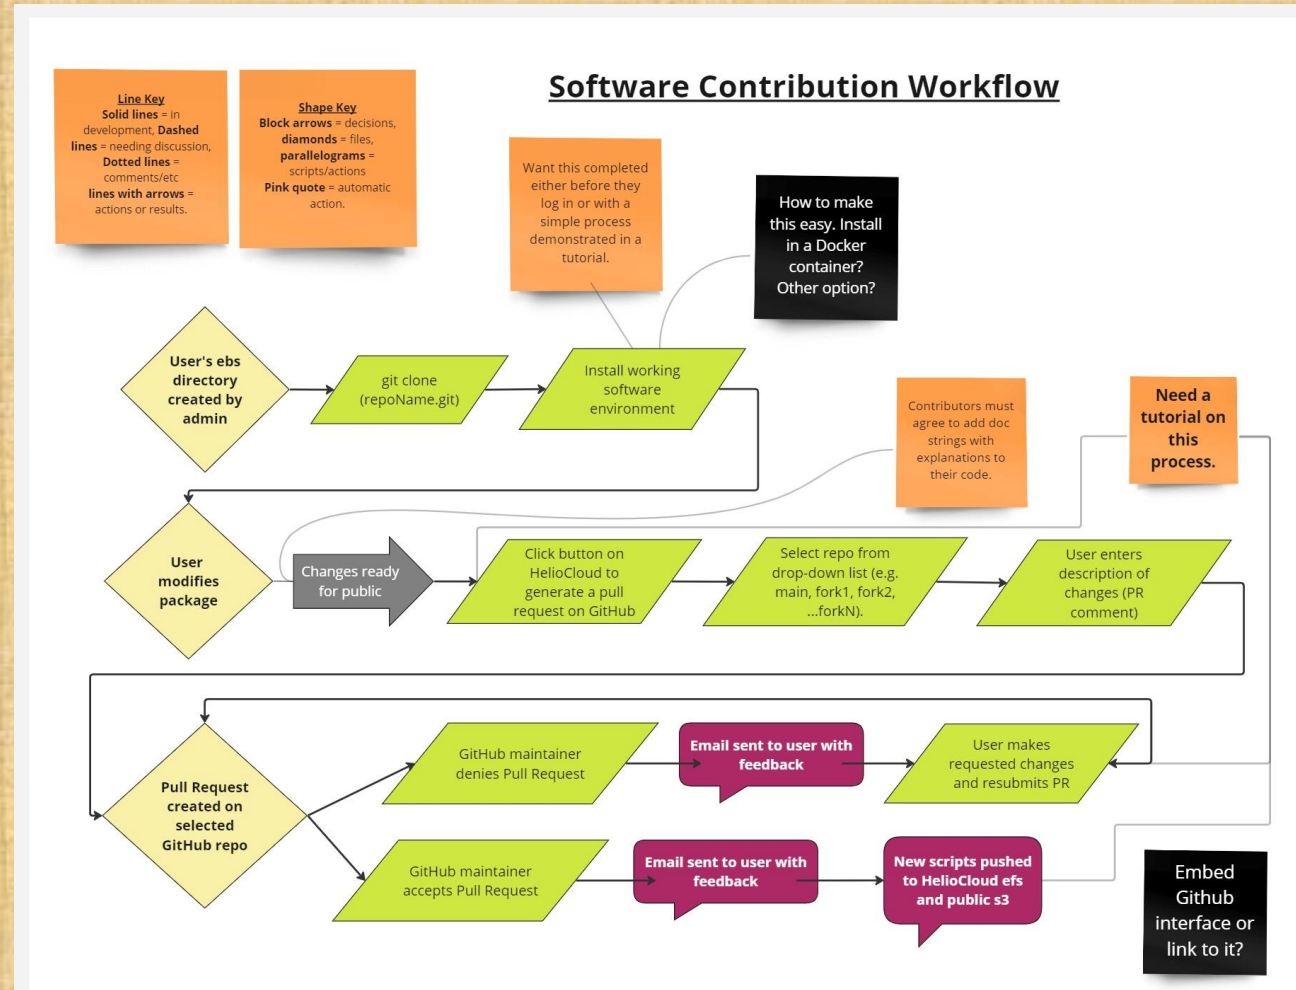 Software Contribution Workflow
Line Key
Solid lines = in
development, Dashed
lines = needing discussion,
Dotted lines =
comments/etc
lines with arrows =
actions or results.
Shape Key
Block arrows = decisions,
diamonds = files,
parallelograms =
scripts/actions
Pink quote = automatic
action.
Want this completed
either before they
log in or with a
simple process
demonstrated in a
tutorial.
How to make
this easy. Install
in a Docker
container?
Other option?
User's ebs
directory
created by
admin
git clone
(repoName.git)
Install working
software
environment
Contributors must
agree to add doc
strings with
explanations to
their code.
Need a
tutorial on
this
process.
User
modifies
package
Changes ready
for public
Click button on
HelioCloud to
generate a pull
request on GitHub
Select repo from
drop-down list (e.g.
main, fork1, fork2,
...forkN).
User enters
description of
changes (PR
comment)
Pull Request
created on
selected
GitHub repo
GitHub maintainer
denies Pull Request
Email sent to user with
feedback
User makes
requested changes
and resubmits PR
GitHub maintainer
accepts Pull Request
Email sent to user with
feedback
New scripts pushed
to HelioCloud efs
and public s3
Embed
Github
interface or
link to it?